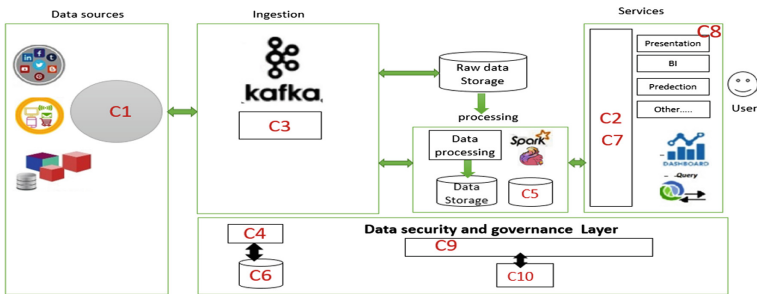 Data sources
Ingestion
Services
C1
kafka
C3
Raw data
Storage
processing
Data
processing
Spark
Data
Storage
C5
C2
C7
C8
Presentation
BI
Predection
Other.....
User
DASHBOARD
Query
C4
C6
Data security and governance Layer
C9
C10